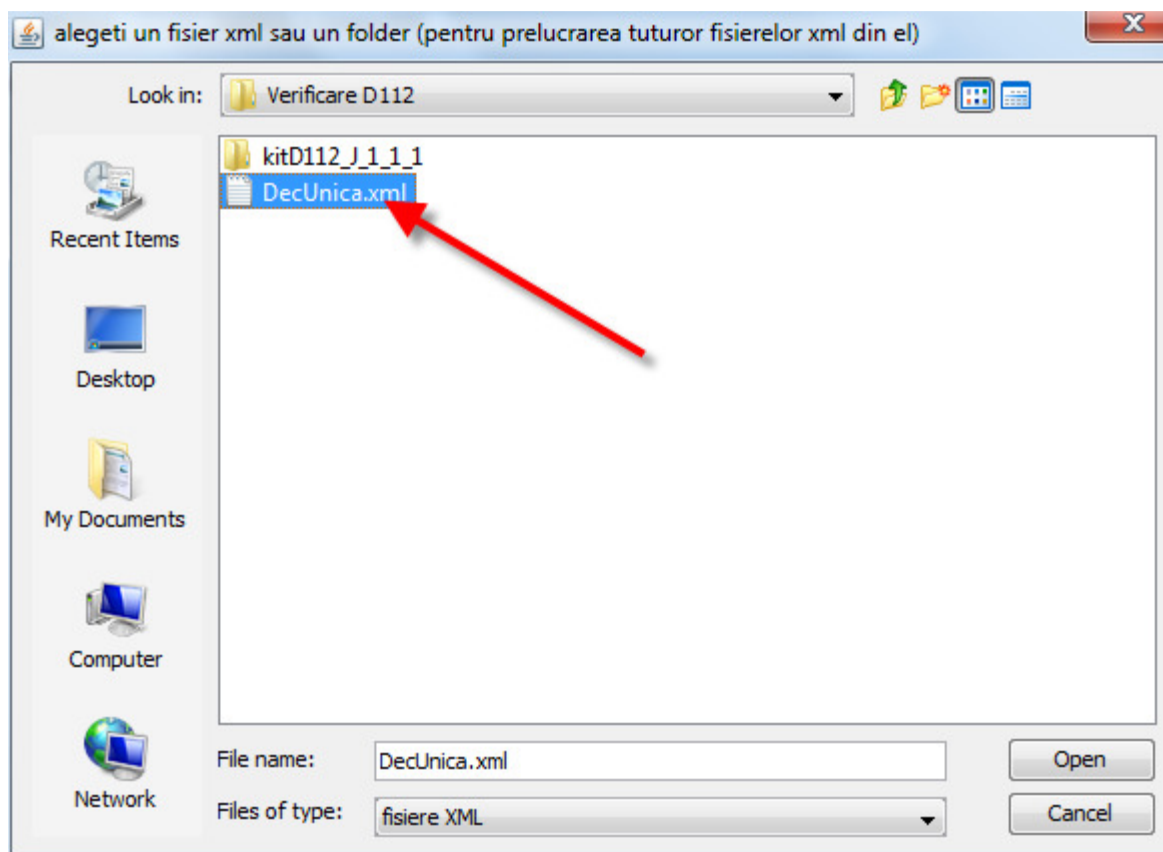 alegeti un fisier xml sau un folder (pentru prelucrarea tuturor fisierelor xml din el)
Look in: Verificare D112
kitD112_J_1_1_1
DecUnica.xml
Recent Items
Desktop
My Documents
Computer
Network
File name: DecUnica.xml Open
Files of type: fisiere XML Cancel